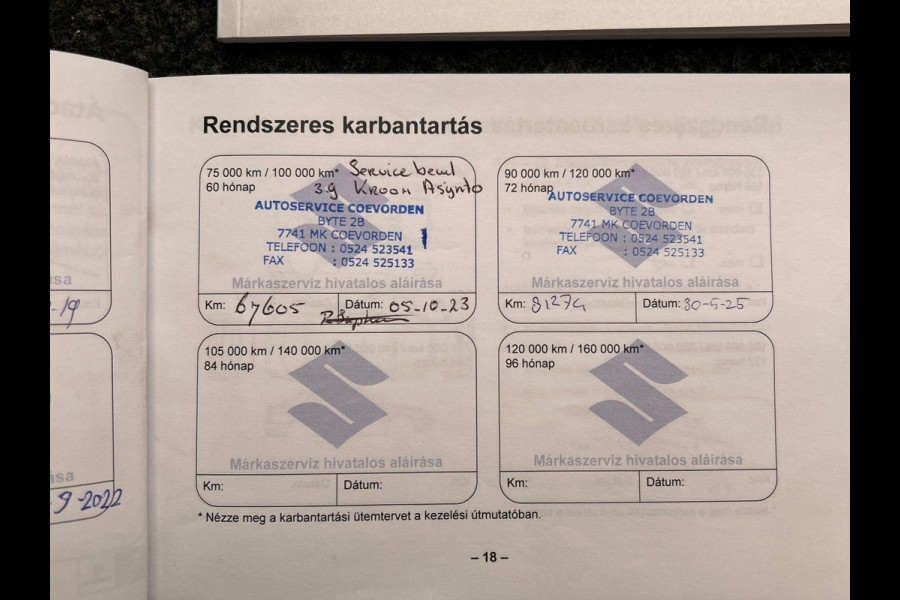 Rendszeres karbantartás
75 000 km / 100 000 km*
60 hónap
Service beurt
3.9 Kroon Asynto
AUTOSERVICE COEVORDEN
BYTE 2B
7741 MK COEVORDEN
TELEFOON : 0524 523541
FAX : 0524 525133
Márkaszerviz hivatalos aláírása
Km: 67605 Dátum: 05-10-23
90 000 km / 120 000 km*
72 hónap
AUTOSERVICE COEVORDEN
BYTE 2B
7741 MK COEVORDEN
TELEFOON : 0524 523541
FAX : 0524 525133
Márkaszerviz hivatalos aláírása
Km: 81274 Dátum: 30-5-25
105 000 km / 140 000 km*
84 hónap
Márkaszerviz hivatalos aláírása
Km: Dátum:
120 000 km / 160 000 km*
96 hónap
Márkaszerviz hivatalos aláírása
Km: Dátum:
* Nézze meg a karbantartási ütemtervet a kezelési útmutatóban.
– 18 –
-19
9-2022